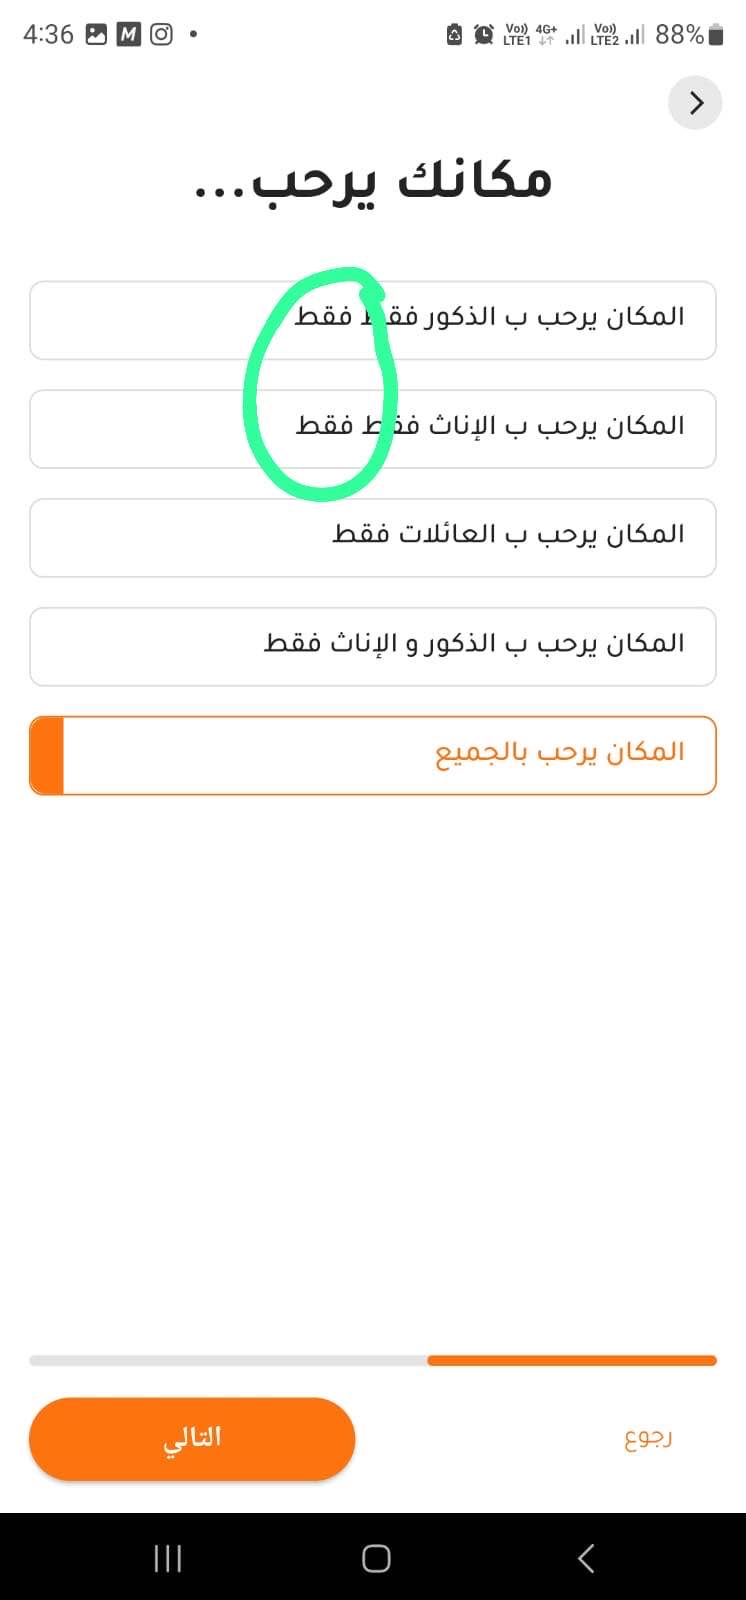 4:36 M Vo)) LTE1 4G+ Vo)) LTE2 88%
مكانك يرحب...
المكان يرحب ب الذكور فقط فقط
المكان يرحب ب الإناث فقط فقط
المكان يرحب ب العائلات فقط
المكان يرحب ب الذكور و الإناث فقط
المكان يرحب بالجميع
رجوع
التالي